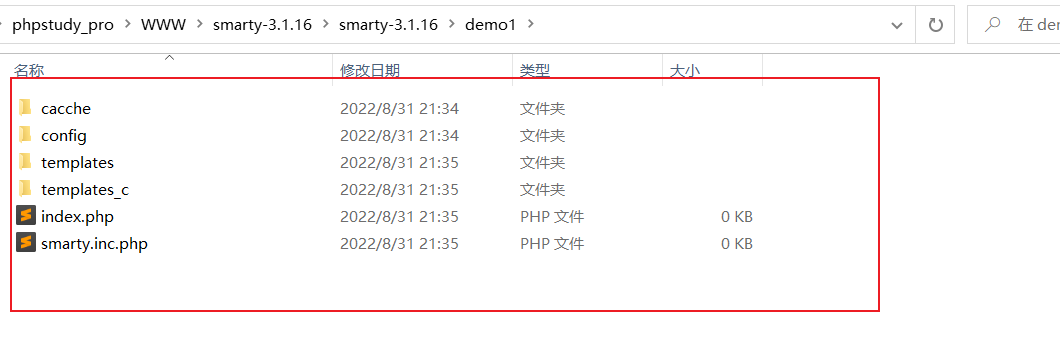 phpstudy_pro > WWW > smarty-3.1.16 > smarty-3.1.16 > demo1 > 在 der
名称 修改日期 类型 大小
cacche 2022/8/31 21:34 文件夹
config 2022/8/31 21:34 文件夹
templates 2022/8/31 21:35 文件夹
templates_c 2022/8/31 21:35 文件夹
index.php 2022/8/31 21:35 PHP 文件 0 KB
smarty.inc.php 2022/8/31 21:35 PHP 文件 0 KB